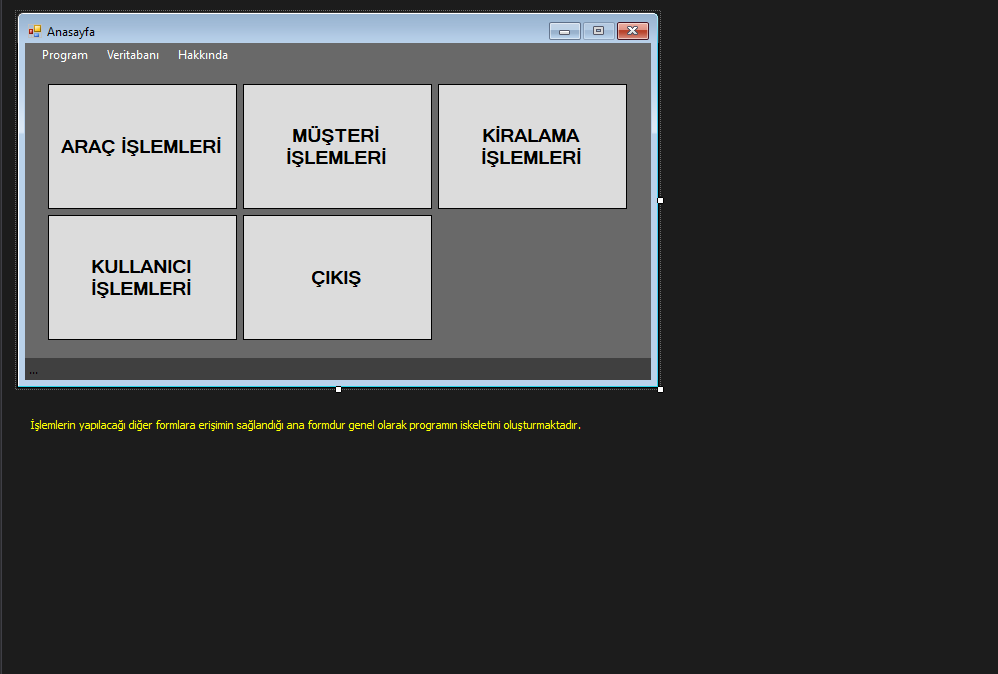 Anasayfa
Program Veritabanı Hakkında
ARAÇ İŞLEMLERİ
MÜŞTERİ
İŞLEMLERİ
KİRALAMA
İŞLEMLERİ
KULLANICI
İŞLEMLERİ
ÇIKIŞ
...
İşlemlerin yapılacağı diğer formlara erişimin sağlandığı ana formdur genel olarak programın iskeletini oluşturmaktadır.